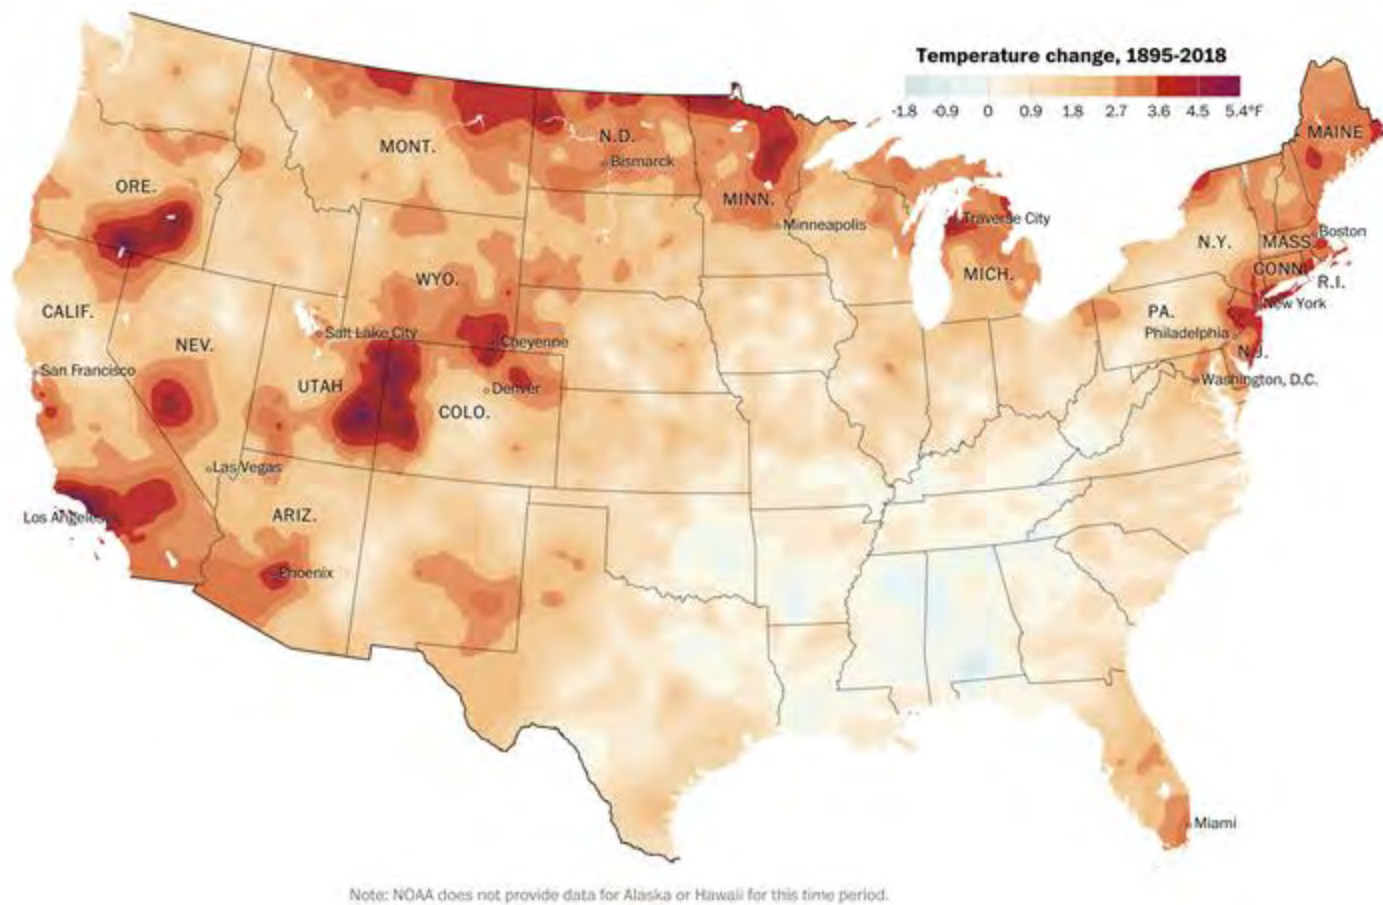 Temperature change, 1895-2018
-1.8 -0.9 0 0.9 1.8 2.7 3.6 4.5 5.4°F
MAINE
MONT.
N.D.
Bismarck
ORE.
MINN.
Minneapolis
Traverse City
Boston
N.Y.
MASS.
MICH.
CONN.
R.I.
WYO.
New York
CALIF.
PA.
Philadelphia
Salt Lake City
Cheyenne
NEV.
N.J.
San Francisco
Washington, D.C.
UTAH
Denver
COLO.
Las Vegas
Los Angeles
ARIZ.
Phoenix
Miami
Note: NOAA does not provide data for Alaska or Hawaii for this time period.